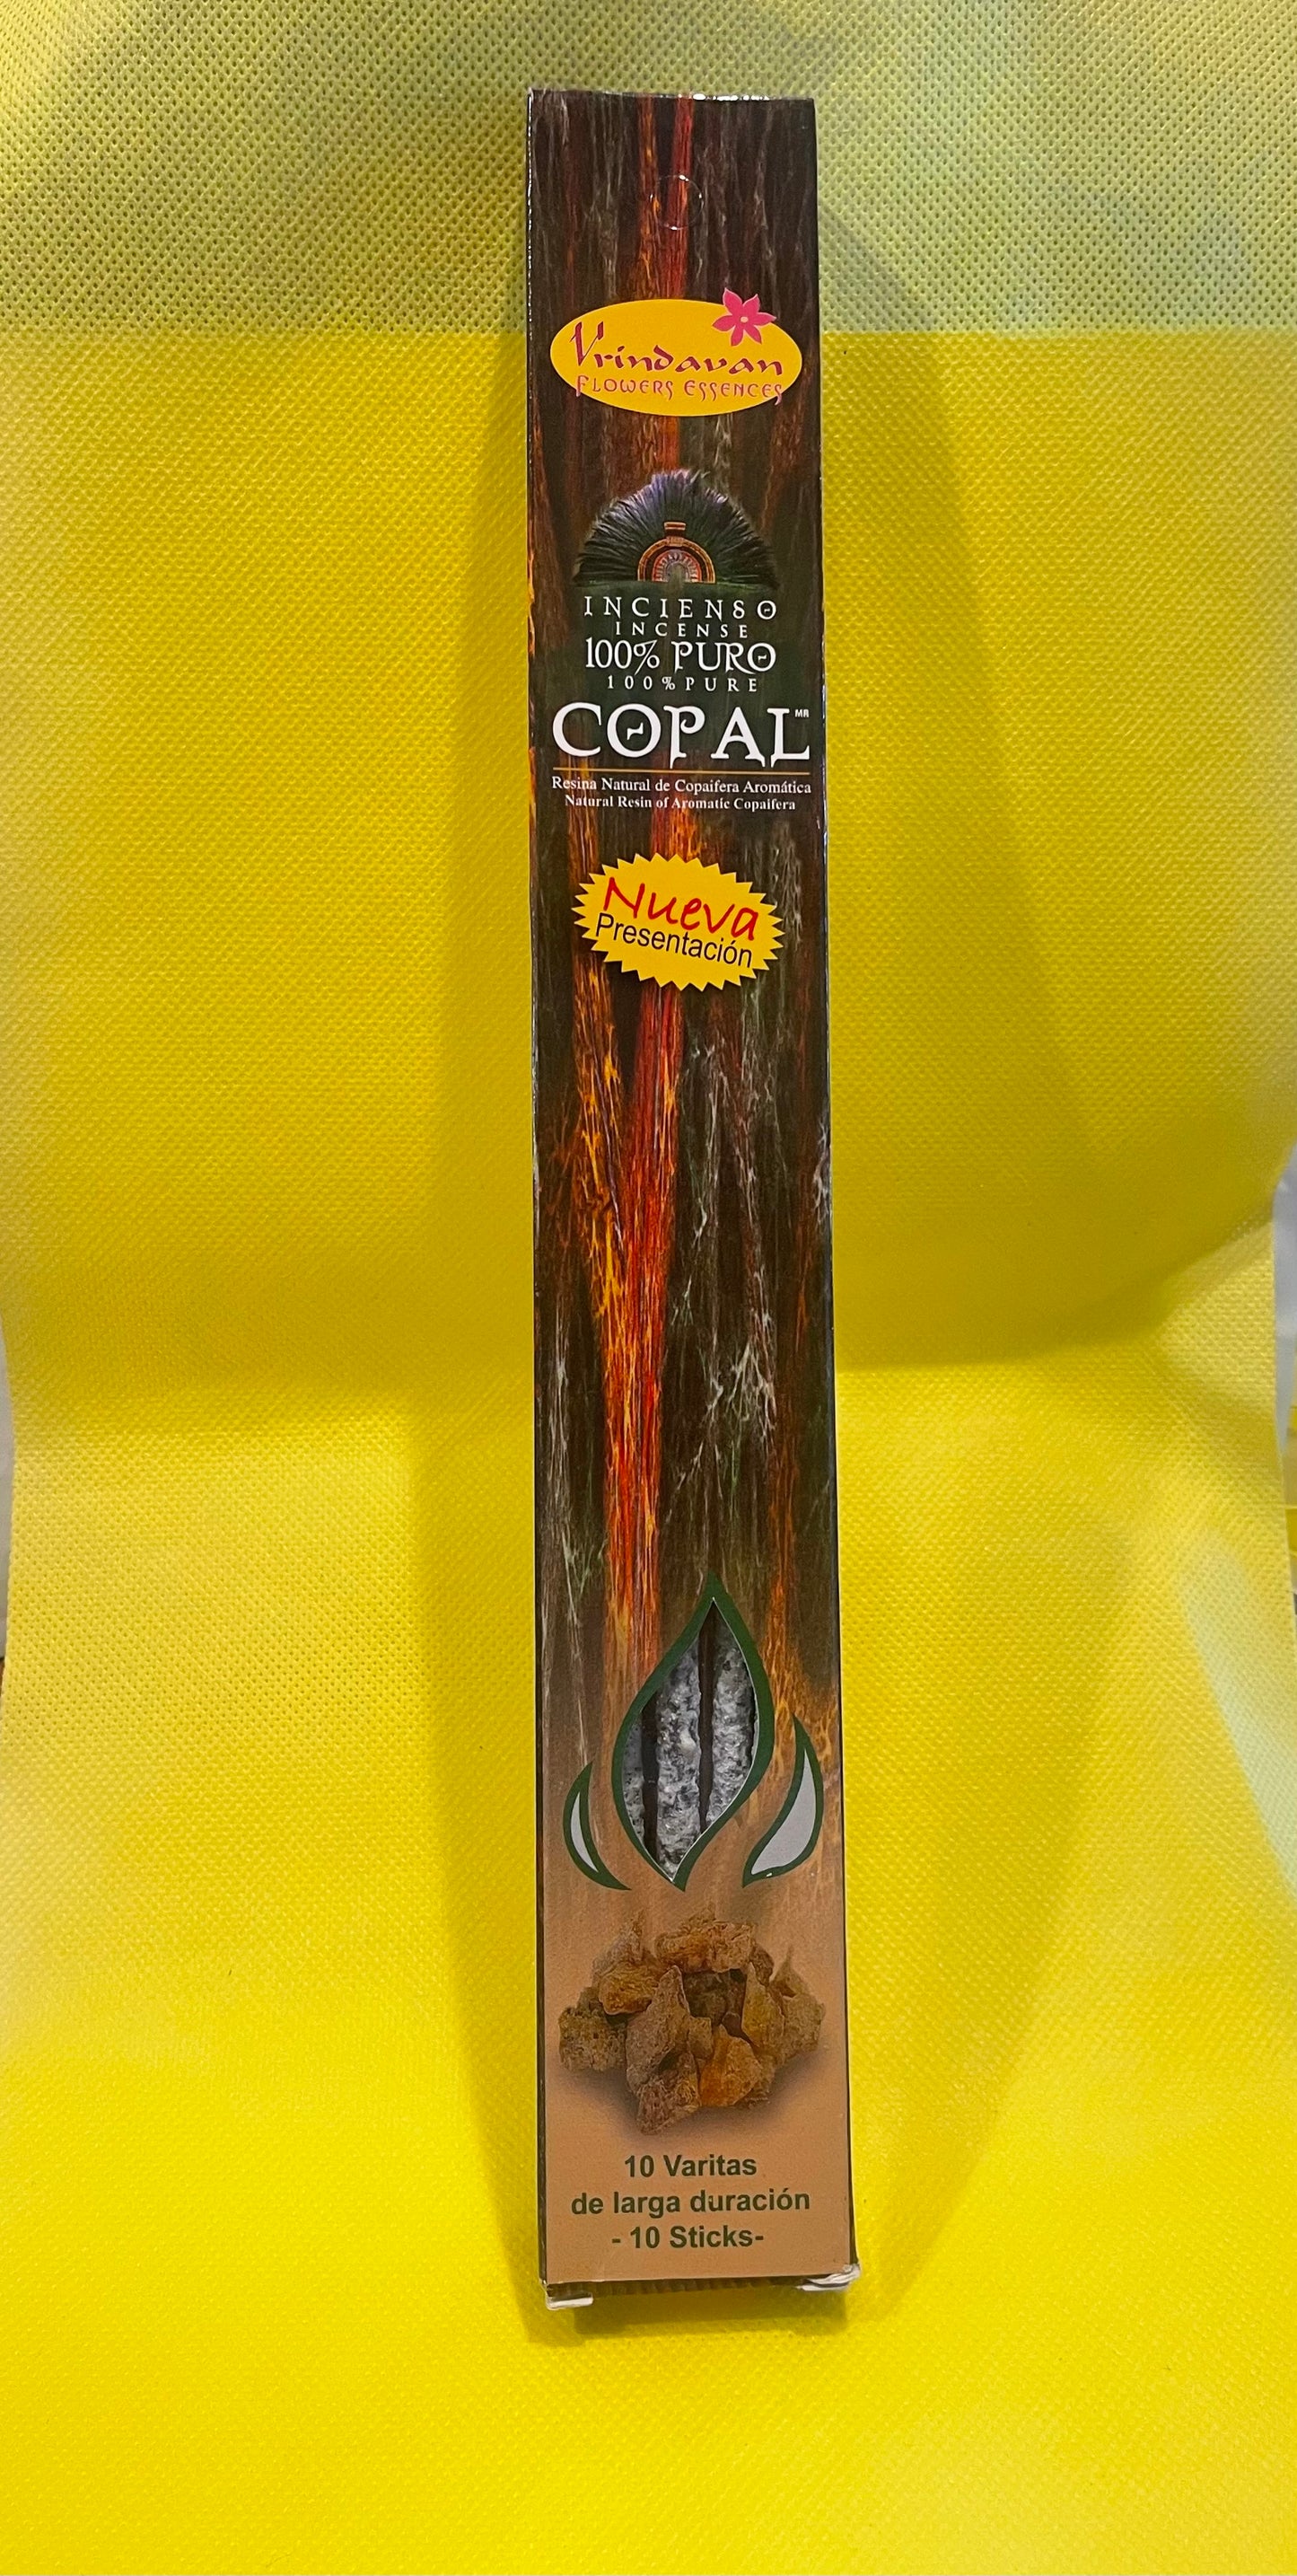 Vrindavan
FLOWERS ESSENCES
INCIENSO
INCENSE
100% PURO
100% PURE
COPAL MR
Resina Natural de Copaifera Aromática
Natural Resin of Aromatic Copaifera
Nueva
Presentación
10 Varitas
de larga duración
- 10 Sticks-